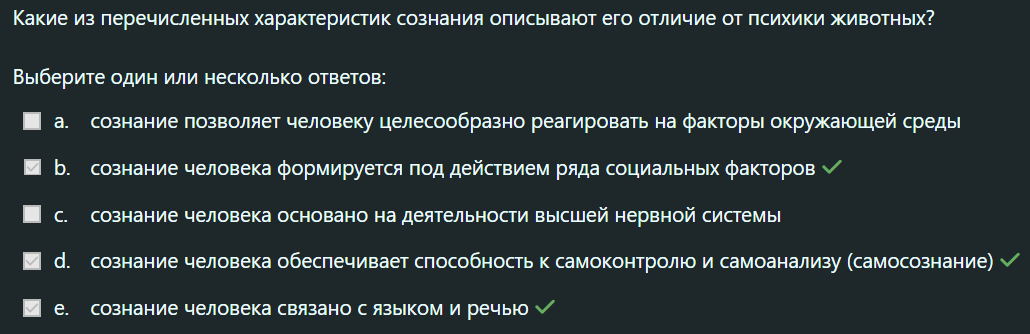 Какие из перечисленных характеристик сознания описывают его отличие от психики животных?
Выберите один или несколько ответов:
a. сознание позволяет человеку целесообразно реагировать на факторы окружающей среды
b. сознание человека формируется под действием ряда социальных факторов
c. сознание человека основано на деятельности высшей нервной системы
d. сознание человека обеспечивает способность к самоконтролю и самоанализу (самосознание)
e. сознание человека связано с языком и речью